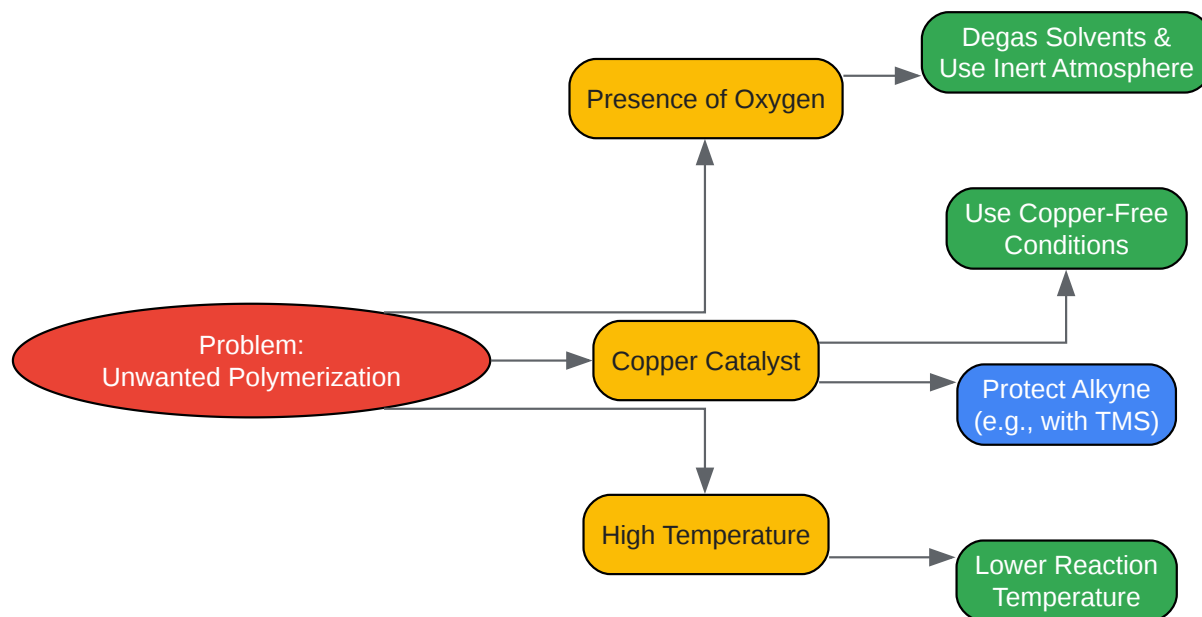 Degas Solvents &
Use Inert Atmosphere
Presence of Oxygen
Use Copper-Free
Conditions
Problem:
Unwanted Polymerization
Copper Catalyst
Protect Alkyne
(e.g., with TMS)
High Temperature
Lower Reaction
Temperature